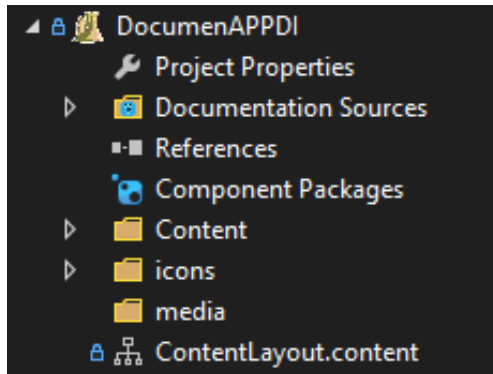 DocumenAPPDI
Project Properties
Documentation Sources
References
Component Packages
Content
icons
media
ContentLayout.content